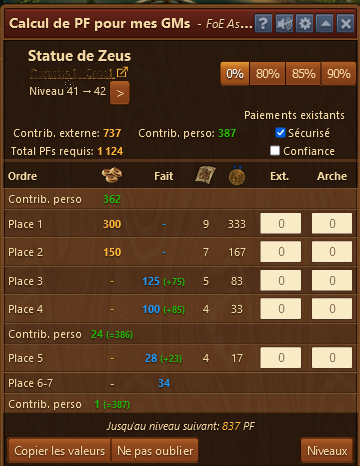 Calcul de PF pour mes GMs - FoE As...
Statue de Zeus
Niveau 41 → 42 >
0% 80% 85% 90%
Paiements existants
Contrib. externe: 737 Contrib. perso: 387 Sécurisé
Total PFs requis: 1 124 Confiance
Ordre Fait Ext. Arche
Contrib. perso 362
Place 1 300 - 9 333 0 0
Place 2 150 - 7 167 0 0
Place 3 - 125 (+75) 5 83 0 0
Place 4 - 100 (+85) 4 33 0 0
Contrib. perso 24 (=386)
Place 5 - 28 (+23) 4 17 0 0
Place 6-7 - 34
Contrib. perso 1 (=387)
Jusqu'au niveau suivant: 837 PF
Copier les valeurs Ne pas oublier Niveaux